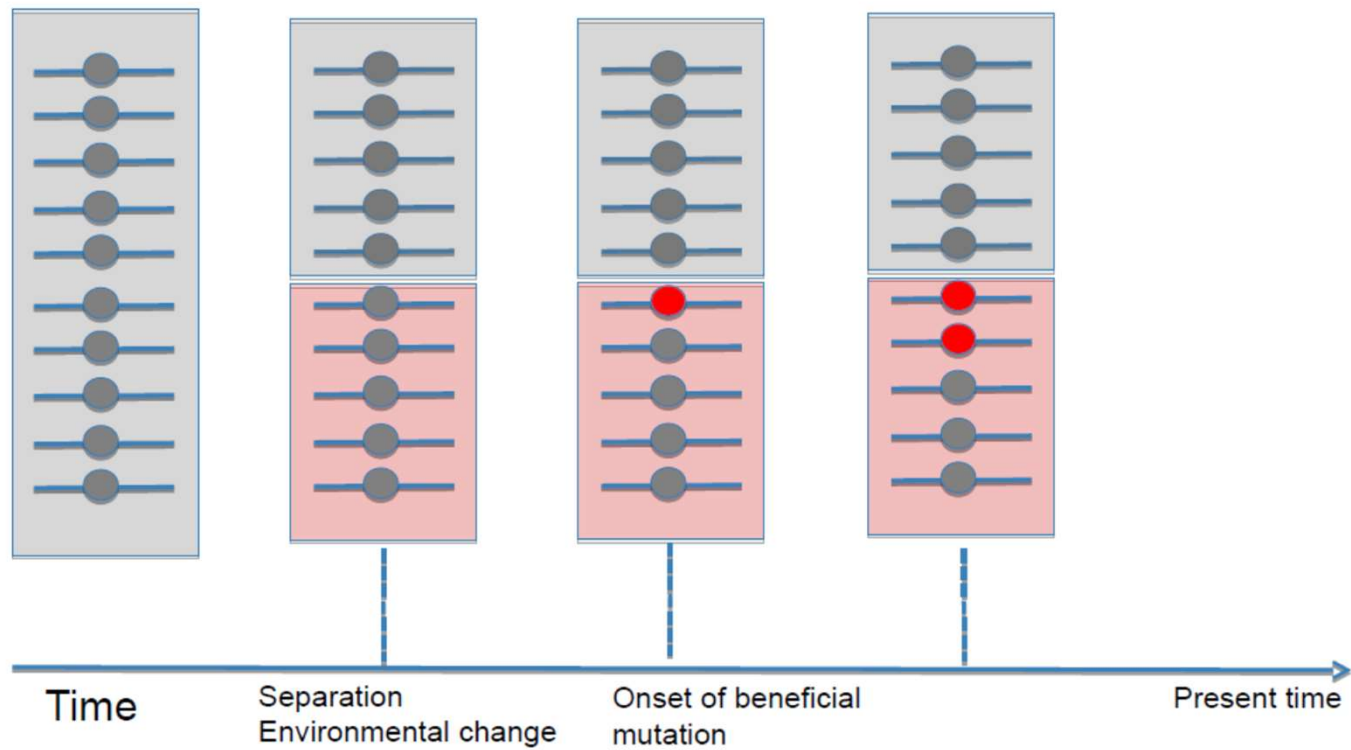 Time
Separation
Environmental change
Onset of beneficial
mutation
Present time